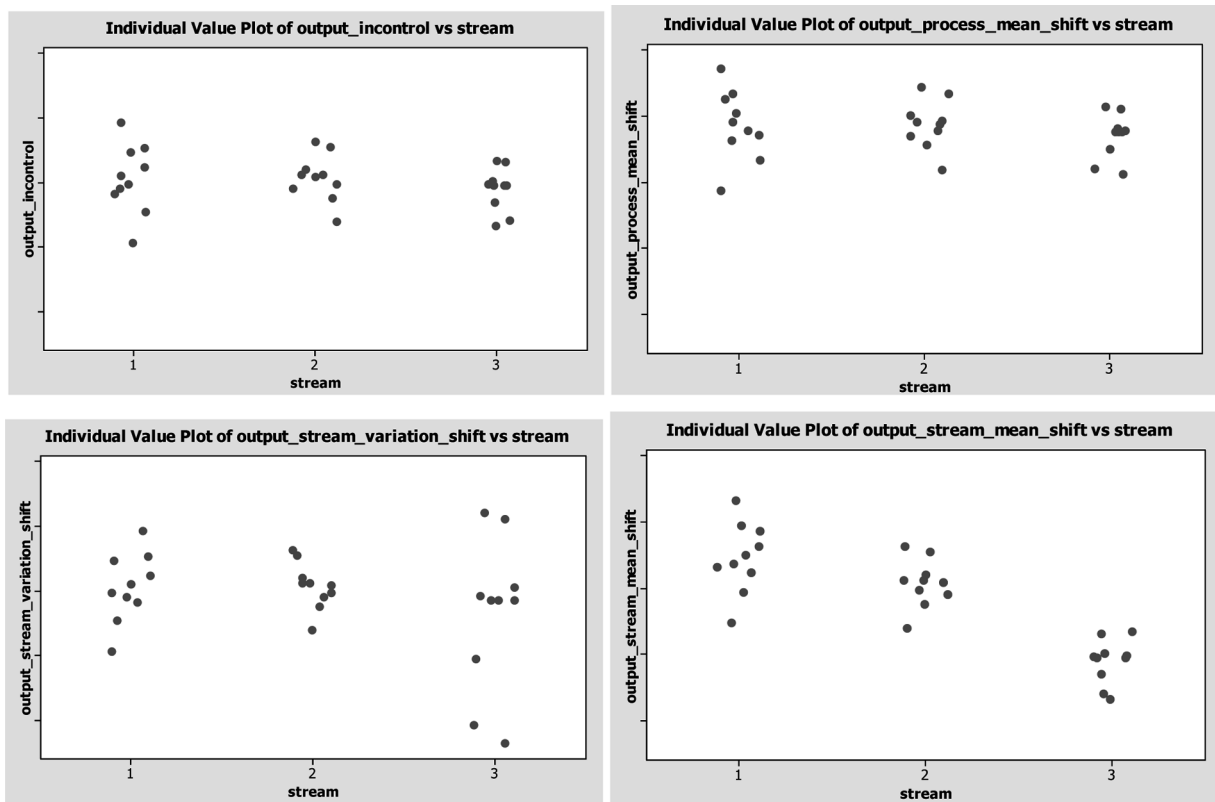 Individual Value Plot of output_incontrol vs stream
output_incontrol
1 2 3
stream
Individual Value Plot of output_process_mean_shift vs stream
output_process_mean_shift
1 2 3
stream
Individual Value Plot of output_stream_variation_shift vs stream
output_stream_variation_shift
1 2 3
stream
Individual Value Plot of output_stream_mean_shift vs stream
output_stream_mean_shift
1 2 3
stream